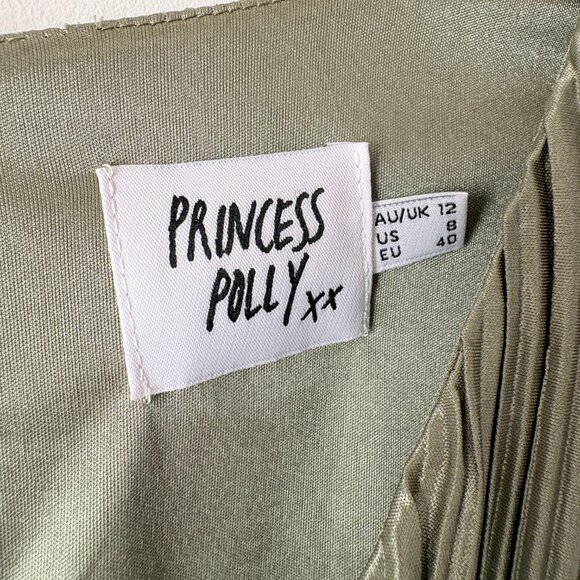 PRINCESS
POLLY xx
AU/UK 12
US 8
EU 40